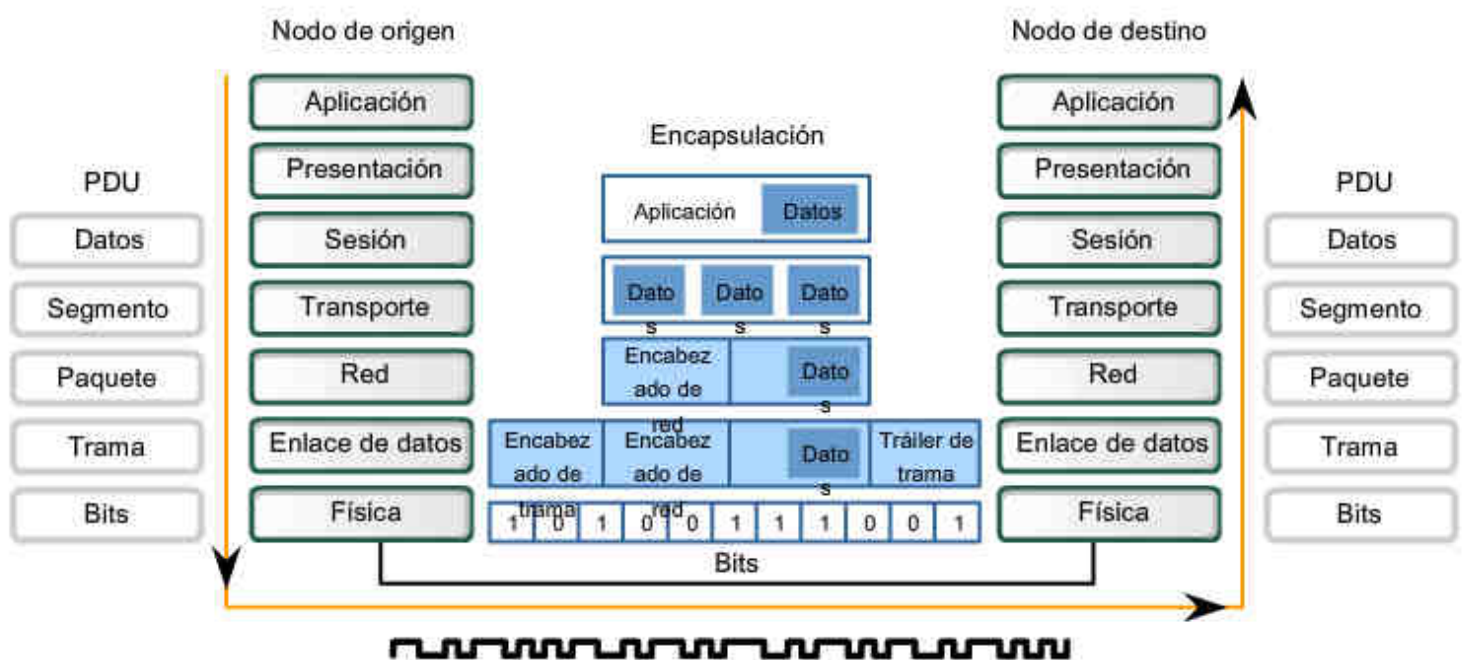 Nodo de origen
Nodo de destino
Aplicación
Presentación
Sesión
Transporte
Red
Enlace de datos
Física
PDU
Datos
Segmento
Paquete
Trama
Bits
Encapsulación
Aplicación
Datos
Dato
s
Dato
s
Dato
s
Encabez
ado de
red
Dato
s
Encabez
ado de
trama
Encabez
ado de
red
Dato
s
Tráiler de
trama
1 0 1 0 0 1 1 1 0 0 1
Bits
Aplicación
Presentación
Sesión
Transporte
Red
Enlace de datos
Física
PDU
Datos
Segmento
Paquete
Trama
Bits